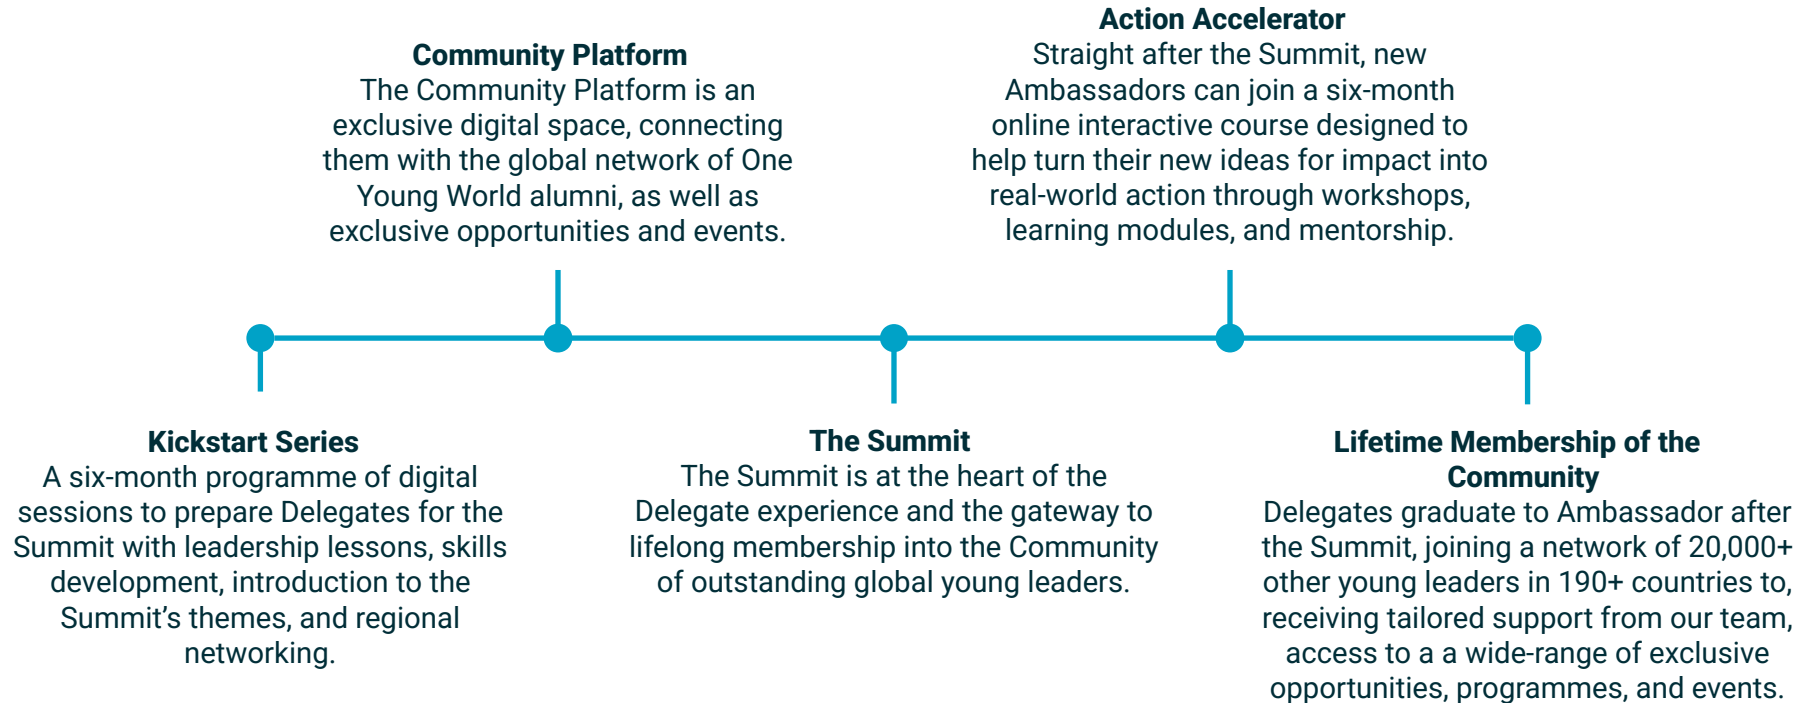 Kickstart Series
A six-month programme of digital
sessions to prepare Delegates for the
Summit with leadership lessons, skills
development, introduction to the
Summit’s themes, and regional
networking.
Community Platform
The Community Platform is an
exclusive digital space, connecting
them with the global network of One
Young World alumni, as well as
exclusive opportunities and events.
The Summit
The Summit is at the heart of the
Delegate experience and the gateway to
lifelong membership into the Community
of outstanding global young leaders.
Action Accelerator
Straight after the Summit, new
Ambassadors can join a six-month
online interactive course designed to
help turn their new ideas for impact into
real-world action through workshops,
learning modules, and mentorship.
Lifetime Membership of the
Community
Delegates graduate to Ambassador after
the Summit, joining a network of 20,000+
other young leaders in 190+ countries to,
receiving tailored support from our team,
access to a a wide-range of exclusive
opportunities, programmes, and events.